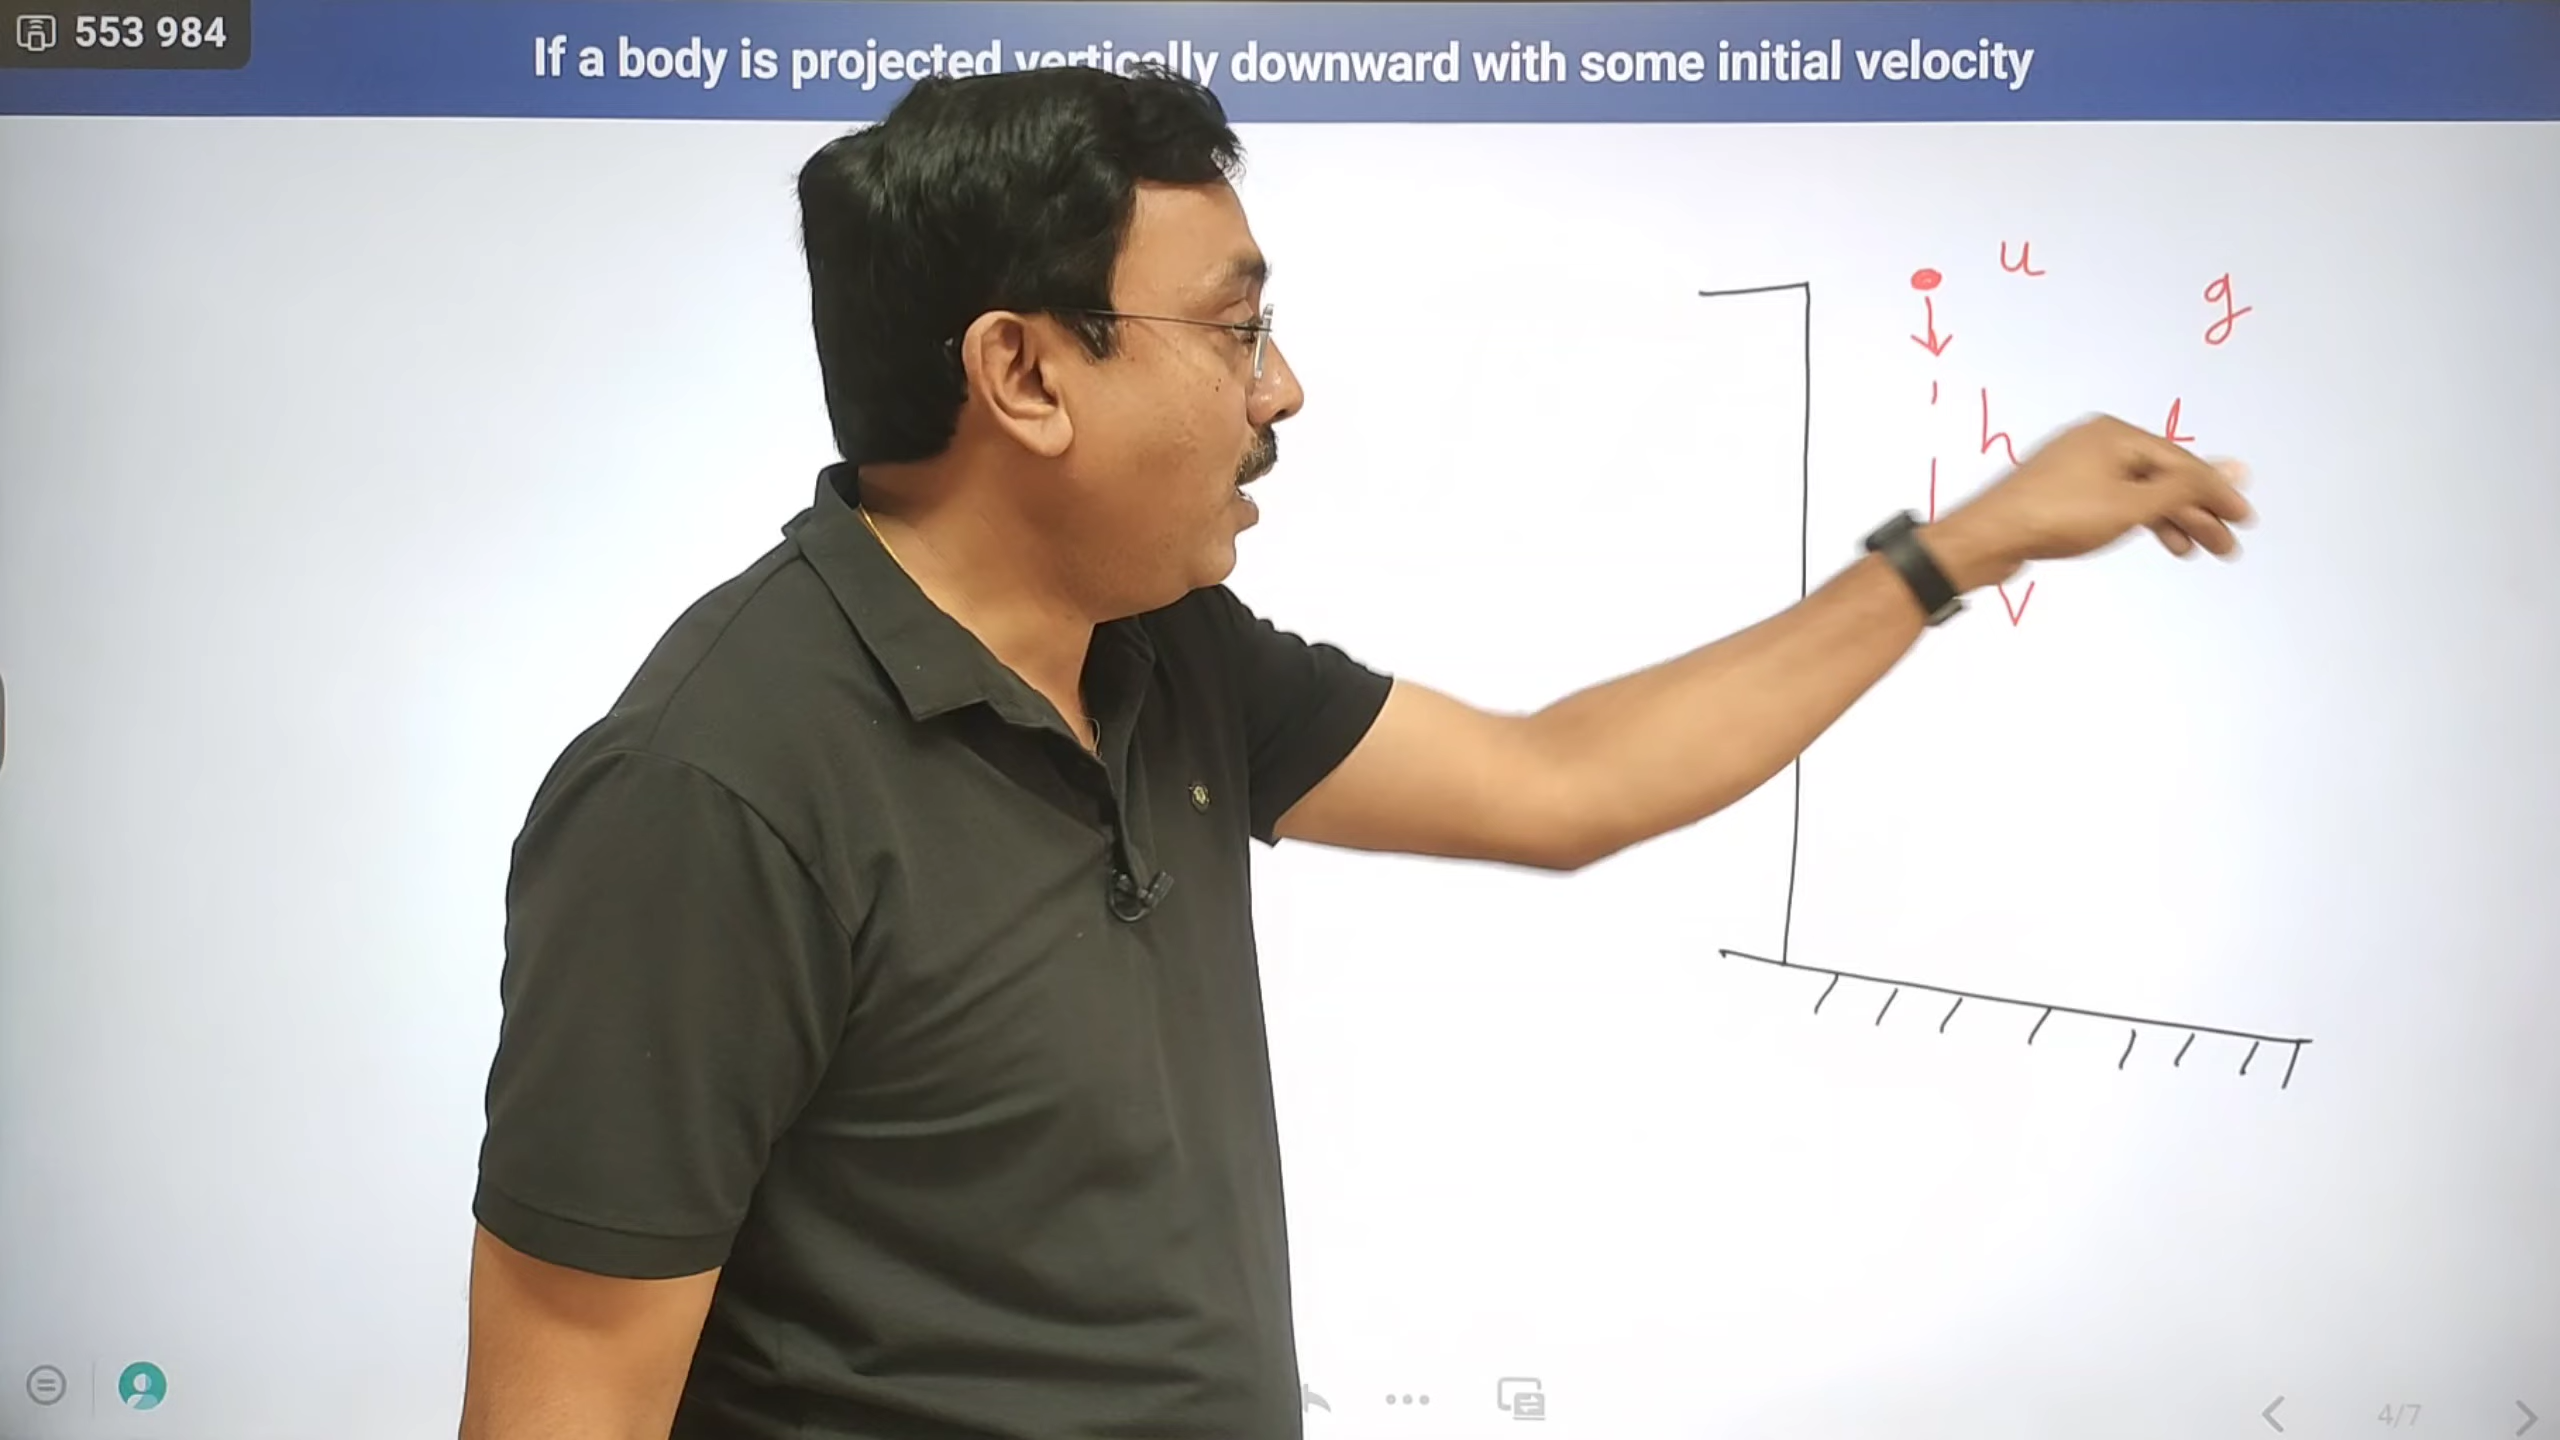 553 984
If a body is projected vertically downward with some initial velocity
u
g
h
t
v
4/7